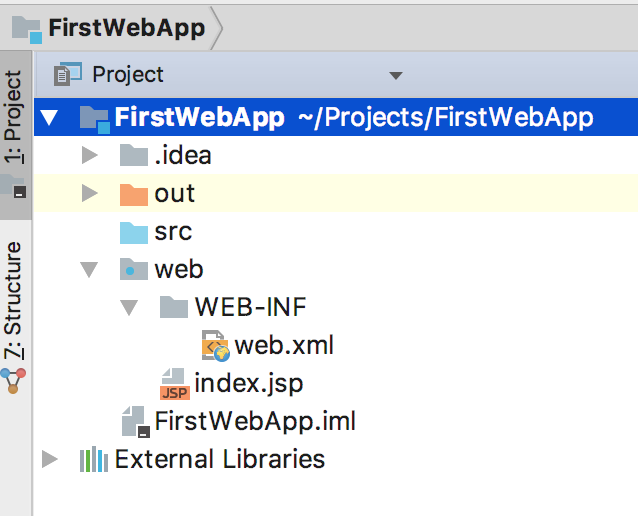 FirstWebApp
Project
1: Project
FirstWebApp ~/Projects/FirstWebApp
.idea
out
src
web
WEB-INF
web.xml
JSP index.jsp
FirstWebApp.iml
External Libraries
7: Structure